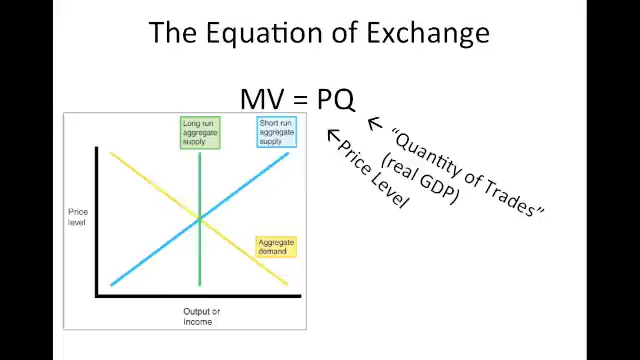 The Equation of Exchange
MV = PQ
← "Quantity of Trades"
(real GDP)
← Price Level
Long run
aggregate
supply
Short run
aggregate
supply
Price
level
Aggregate
demand
Output or
income